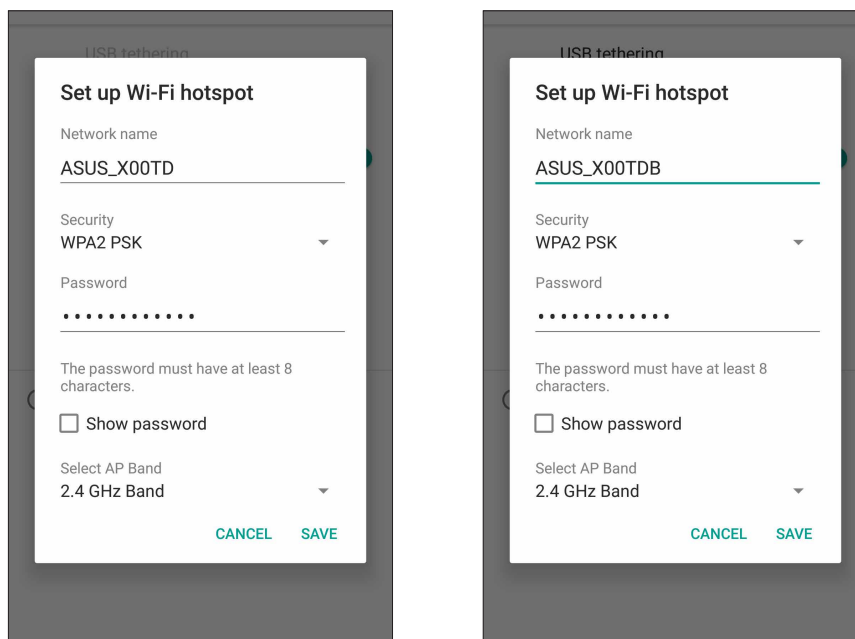 USB tethering
Set up Wi-Fi hotspot
Network name
ASUS_X00TD
Security
WPA2 PSK
Password
••••••••••••
The password must have at least 8
characters.
Show password
Select AP Band
2.4 GHz Band
CANCEL SAVE
USB tethering
Set up Wi-Fi hotspot
Network name
ASUS_X00TDB
Security
WPA2 PSK
Password
••••••••••••
The password must have at least 8
characters.
Show password
Select AP Band
2.4 GHz Band
CANCEL SAVE